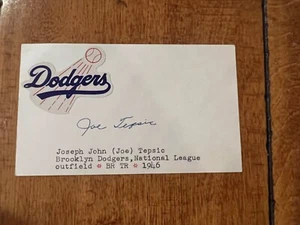 Dodgers
Joe Tepsic
Joseph John (Joe) Tepsic
Brooklyn Dodgers,National League
outfield * BR TR * 1946